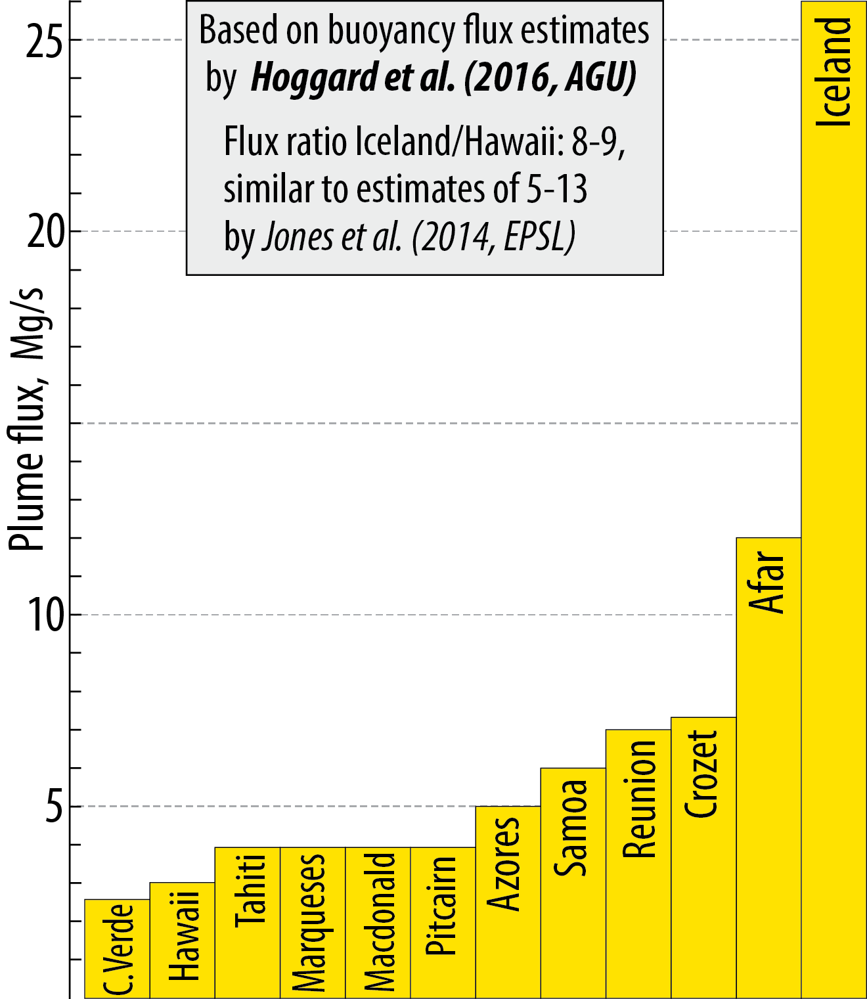 Based on buoyancy flux estimates
by Hoggard et al. (2016, AGU)
Flux ratio Iceland/Hawaii: 8-9,
similar to estimates of 5-13
by Jones et al. (2014, EPSL)
Plume flux, Mg/s
25
20
10
5
C.Verde
Hawaii
Tahiti
Marqueses
Macdonald
Pitcairn
Azores
Samoa
Reunion
Crozet
Afar
Iceland